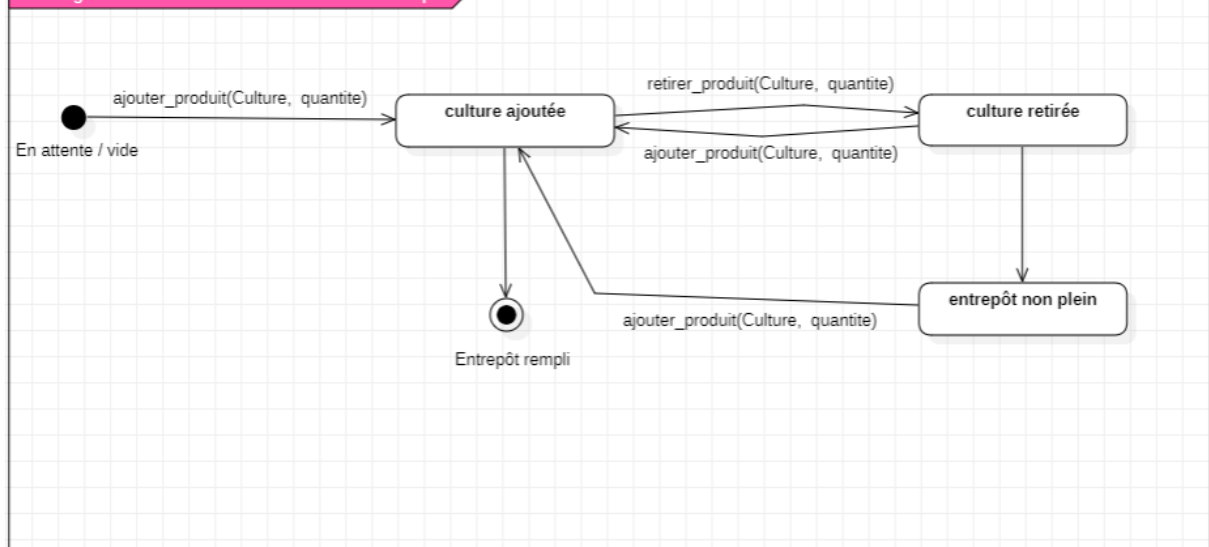 retirer_produit(Culture, quantite)
ajouter_produit(Culture, quantite)
culture ajoutée
culture retirée
En attente / vide
ajouter_produit(Culture, quantite)
entrepôt non plein
ajouter_produit(Culture, quantite)
Entrepôt rempli